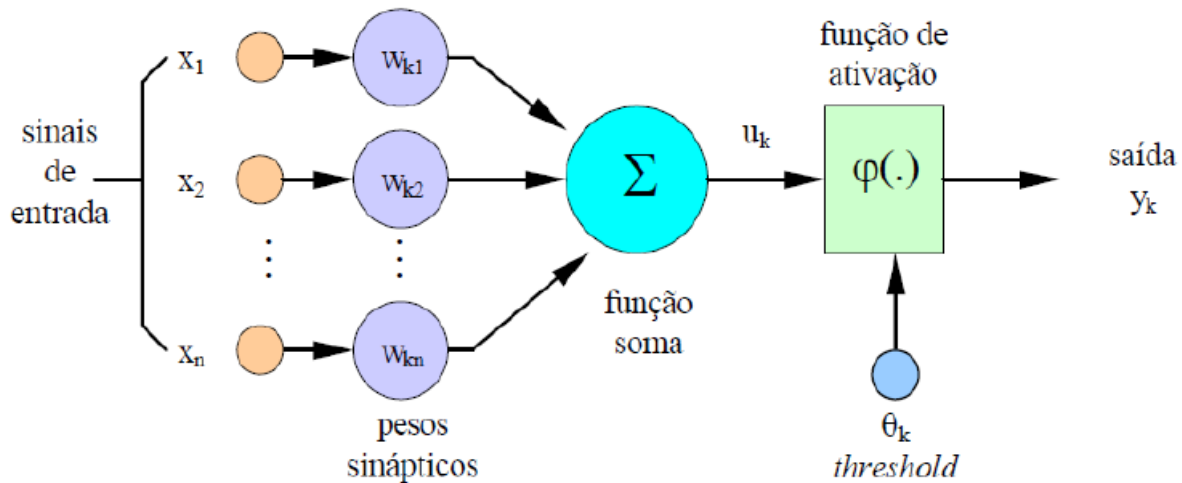 sinais
de
entrada
x₁
x₂
xₙ
Wₖ₁
Wₖ₂
Wₖₙ
pesos
sinápticos
Σ
função
soma
uₖ
função de
ativação
φ(.)
θₖ
threshold
saída
yₖ